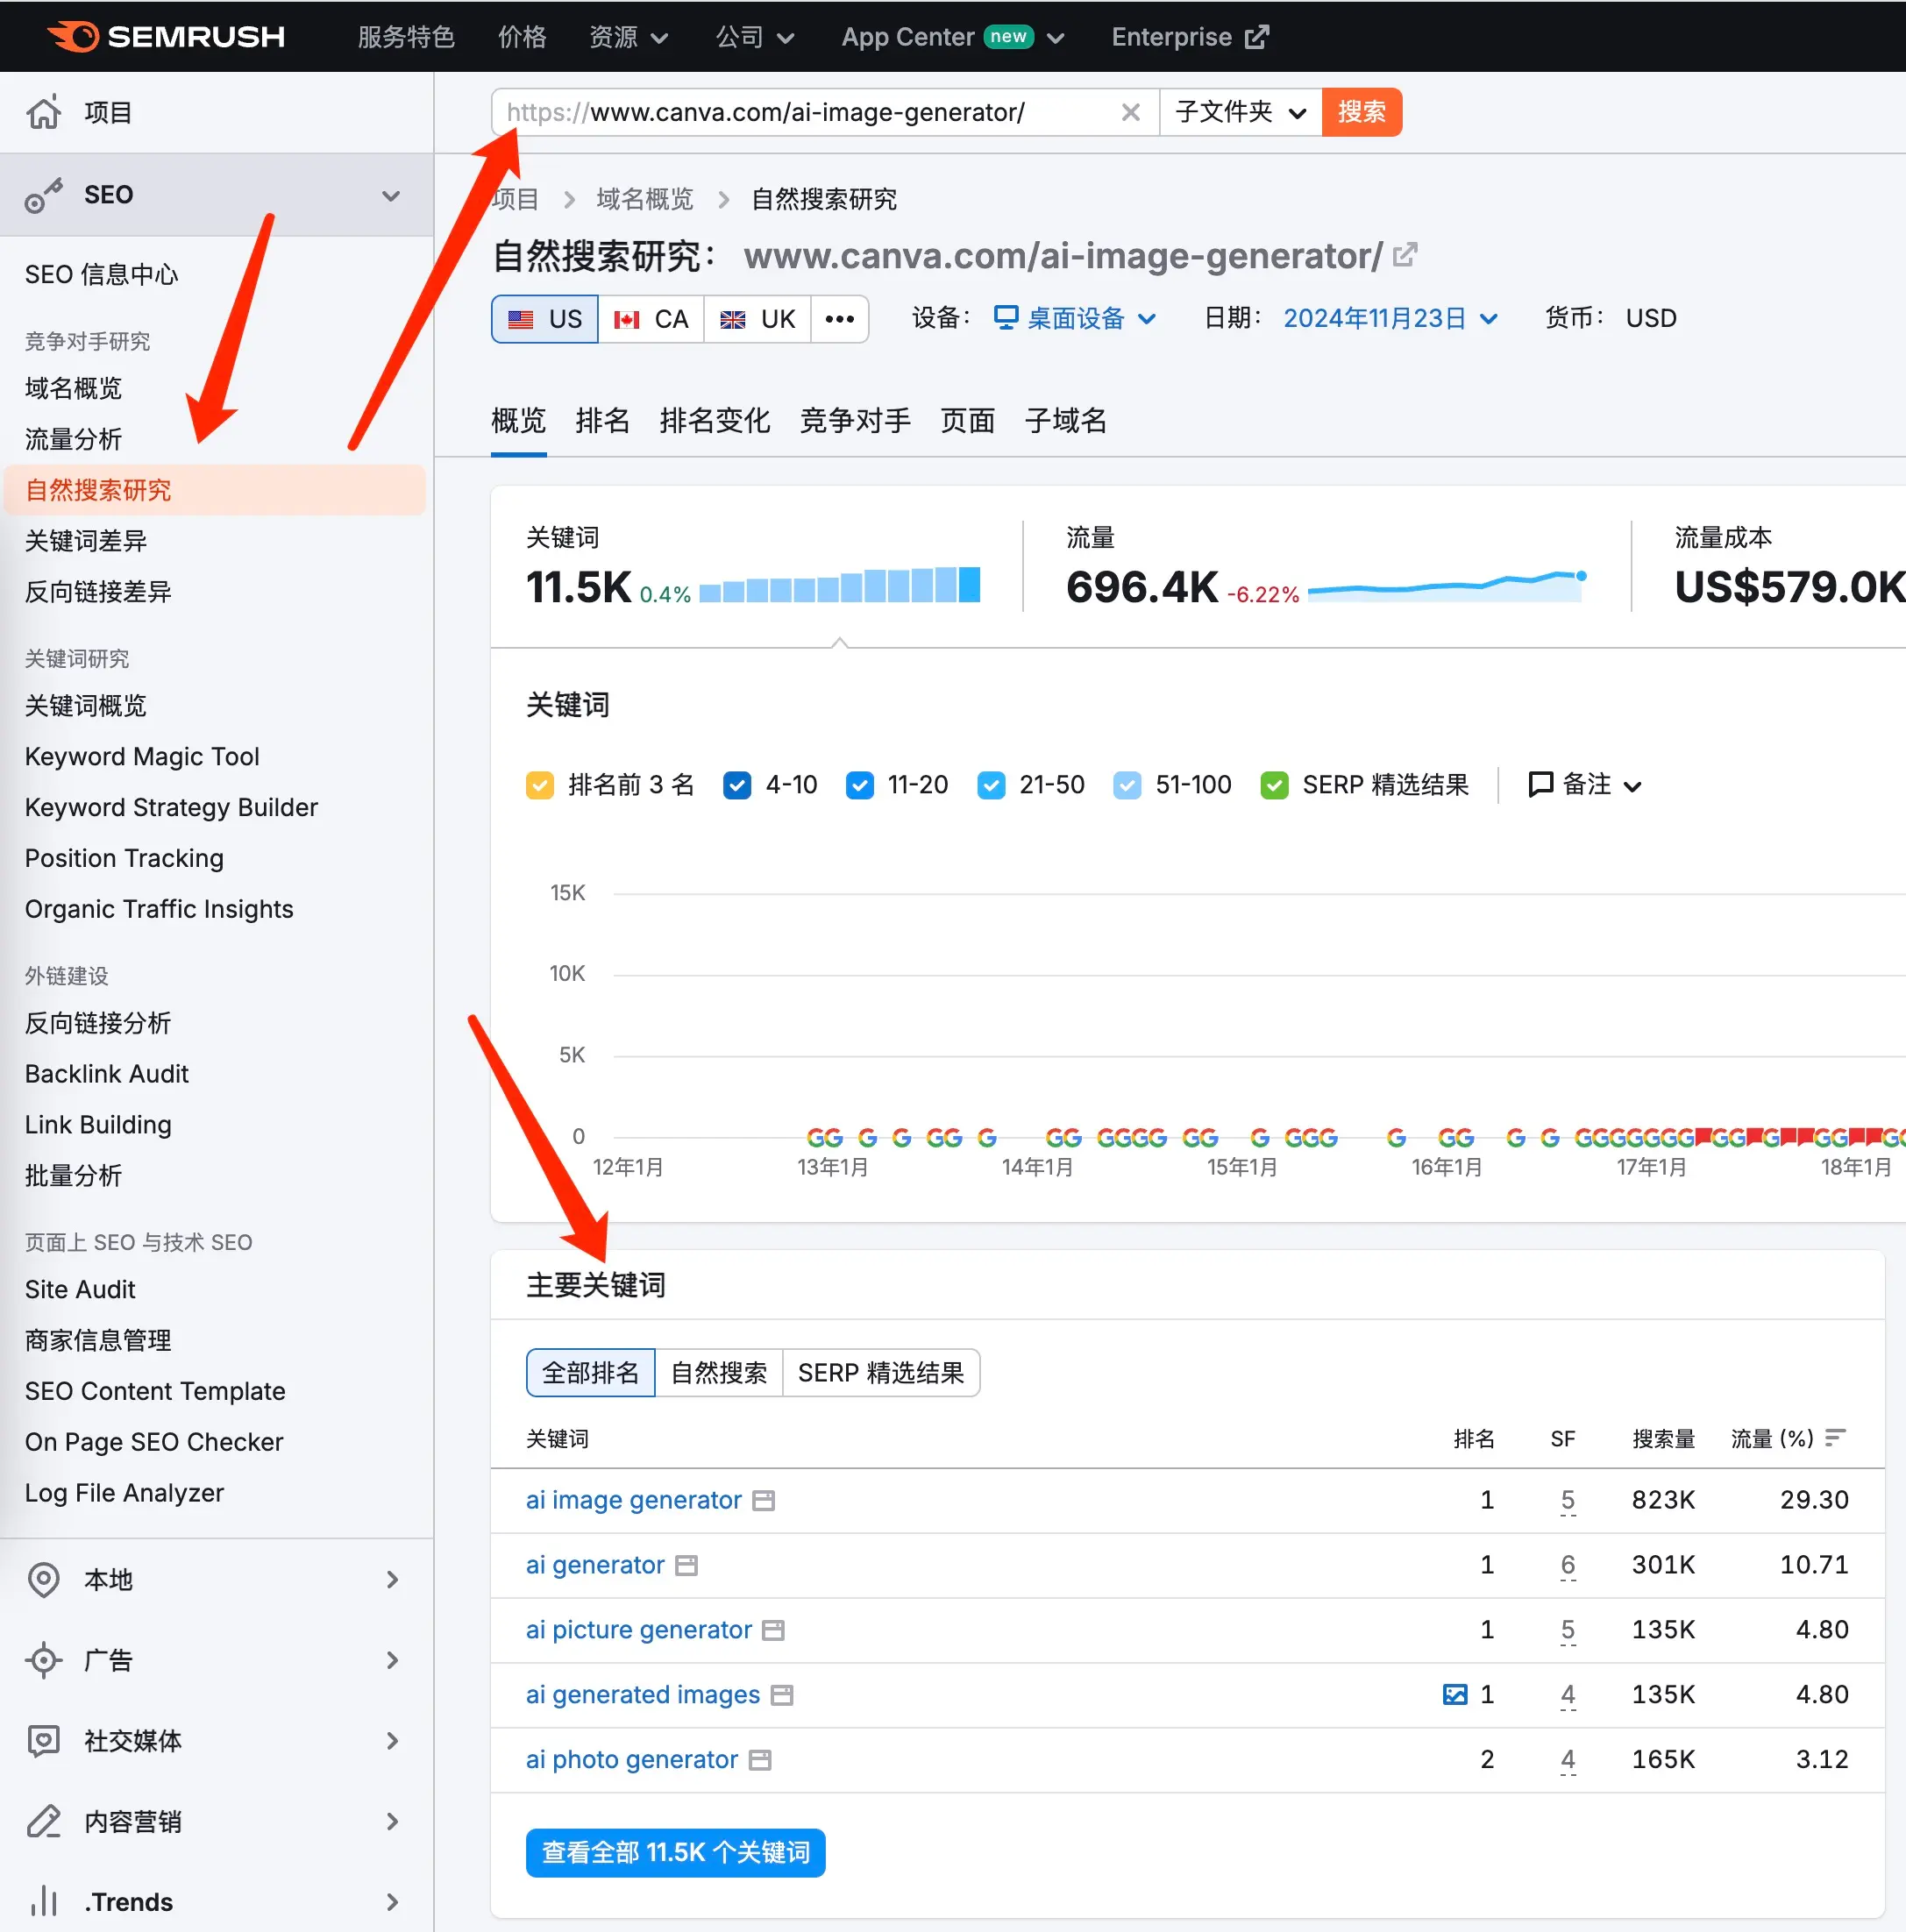 SEMRUSH 服务特色 价格 资源 公司 App Center new Enterprise
项目
https://www.canva.com/ai-image-generator/ 子文件夹 搜索
SEO
SEO 信息中心
竞争对手研究
域名概览
流量分析
自然搜索研究
关键词差异
反向链接差异
关键词研究
关键词概览
Keyword Magic Tool
Keyword Strategy Builder
Position Tracking
Organic Traffic Insights
外链建设
反向链接分析
Backlink Audit
Link Building
批量分析
页面上 SEO 与技术 SEO
Site Audit
商家信息管理
SEO Content Template
On Page SEO Checker
Log File Analyzer
本地
广告
社交媒体
内容营销
.Trends
项目 > 域名概览 > 自然搜索研究
自然搜索研究： www.canva.com/ai-image-generator/
US CA UK ••• 设备： 桌面设备 日期： 2024年11月23日 货币： USD
概览 排名 排名变化 竞争对手 页面 子域名
关键词 流量 流量成本
11.5K 0.4% 696.4K -6.22% US$579.0K
关键词
排名前 3 名 4-10 11-20 21-50 51-100 SERP 精选结果 备注
15K
10K
5K
0
12年1月 13年1月 14年1月 15年1月 16年1月 17年1月 18年1月
主要关键词
全部排名 自然搜索 SERP 精选结果
关键词 排名 SF 搜索量 流量 (%)
ai image generator 1 5 823K 29.30
ai generator 1 6 301K 10.71
ai picture generator 1 5 135K 4.80
ai generated images 1 4 135K 4.80
ai photo generator 2 4 165K 3.12
查看全部 11.5K 个关键词